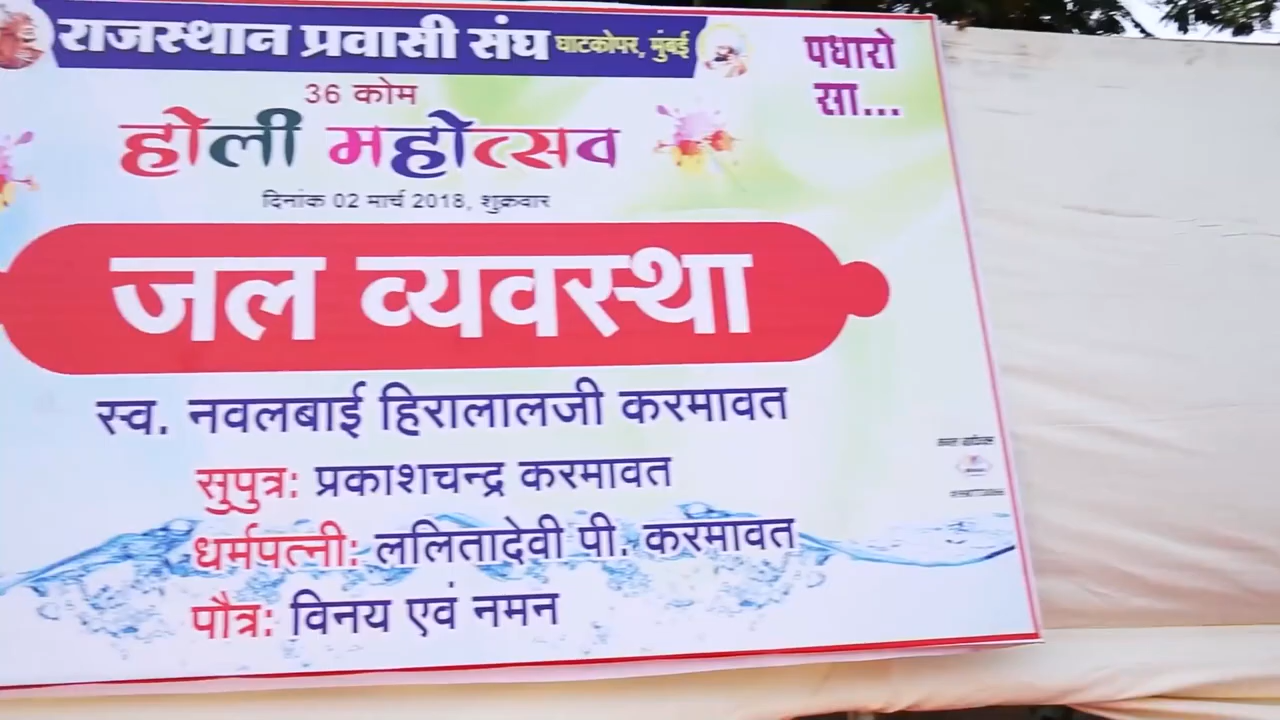 राजस्थान प्रवासी संघ घाटकोपर, मुंबई
पधारो
सा...
36 कोम
होली महोत्सव
दिनांक 02 मार्च 2018, शुक्रवार
जल व्यवस्था
स्व. नवलबाई हिरालालजी करमावत
सुपुत्र: प्रकाशचन्द्र करमावत
धर्मपत्नी: ललितादेवी पी. करमावत
पौत्र: विनय एवं नमन